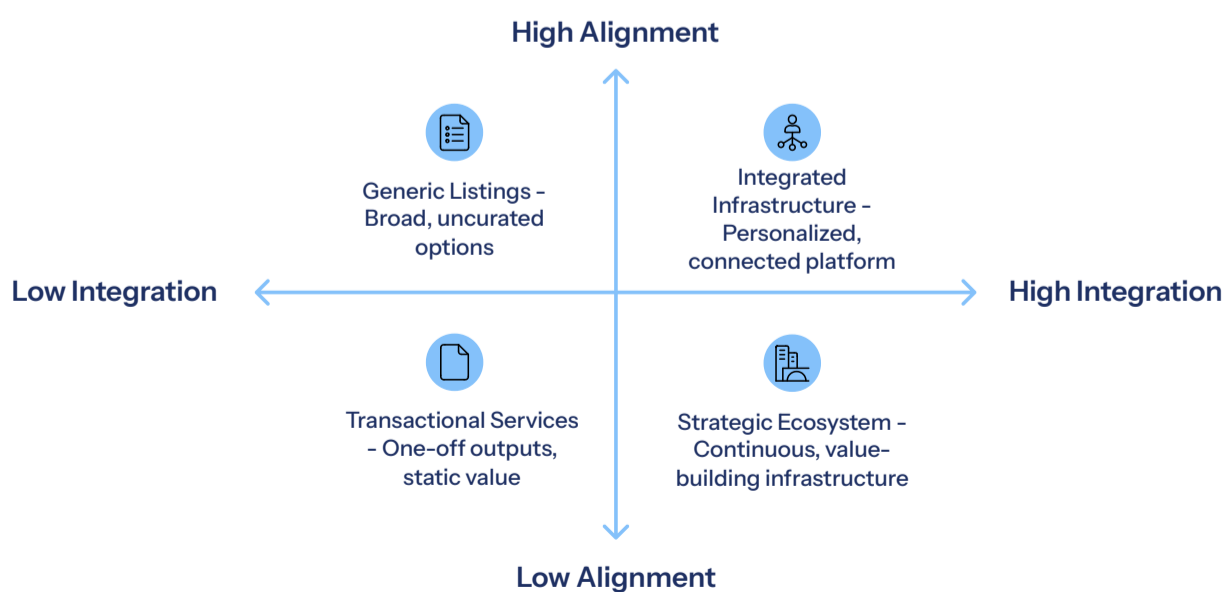 High Alignment
Generic Listings -
Broad, uncurated
options
Integrated
Infrastructure -
Personalized,
connected platform
Low Integration
High Integration
Transactional Services
- One-off outputs,
static value
Strategic Ecosystem -
Continuous, value-
building infrastructure
Low Alignment